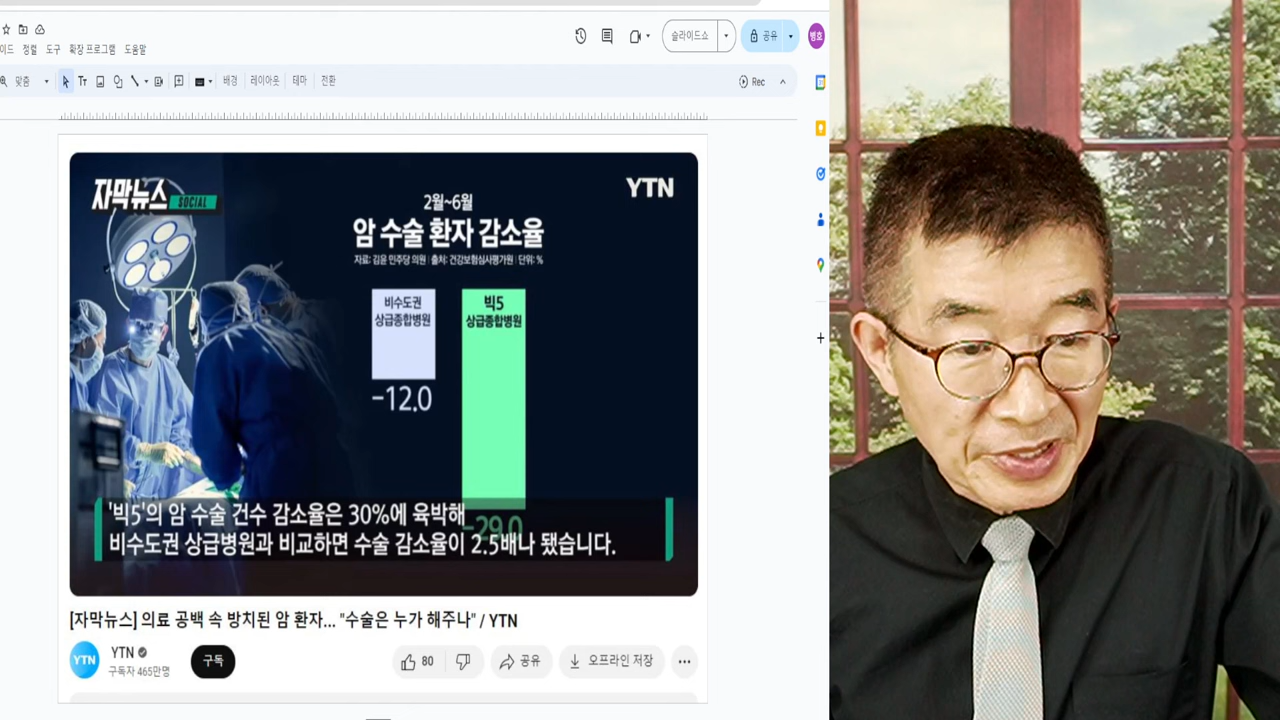 이드 정렬 도구 확장 프로그램 도움말
슬라이드쇼
공유
병호
맞춤
배경 레이아웃 테마 전환
Rec
자막뉴스 SOCIAL
YTN
2월~6월
암 수술 환자 감소율
자료: 김윤 민주당 의원 | 출처: 건강보험심사평가원 | 단위: %
비수도권
상급종합병원
-12.0
빅5
상급종합병원
-29.0
'빅5'의 암 수술 건수 감소율은 30%에 육박해
비수도권 상급병원과 비교하면 수술 감소율이 2.5배나 됐습니다.
[자막뉴스] 의료 공백 속 방치된 암 환자... "수술은 누가 해주나" / YTN
YTN
YTN
구독자 465만명
구독
80
공유
오프라인 저장